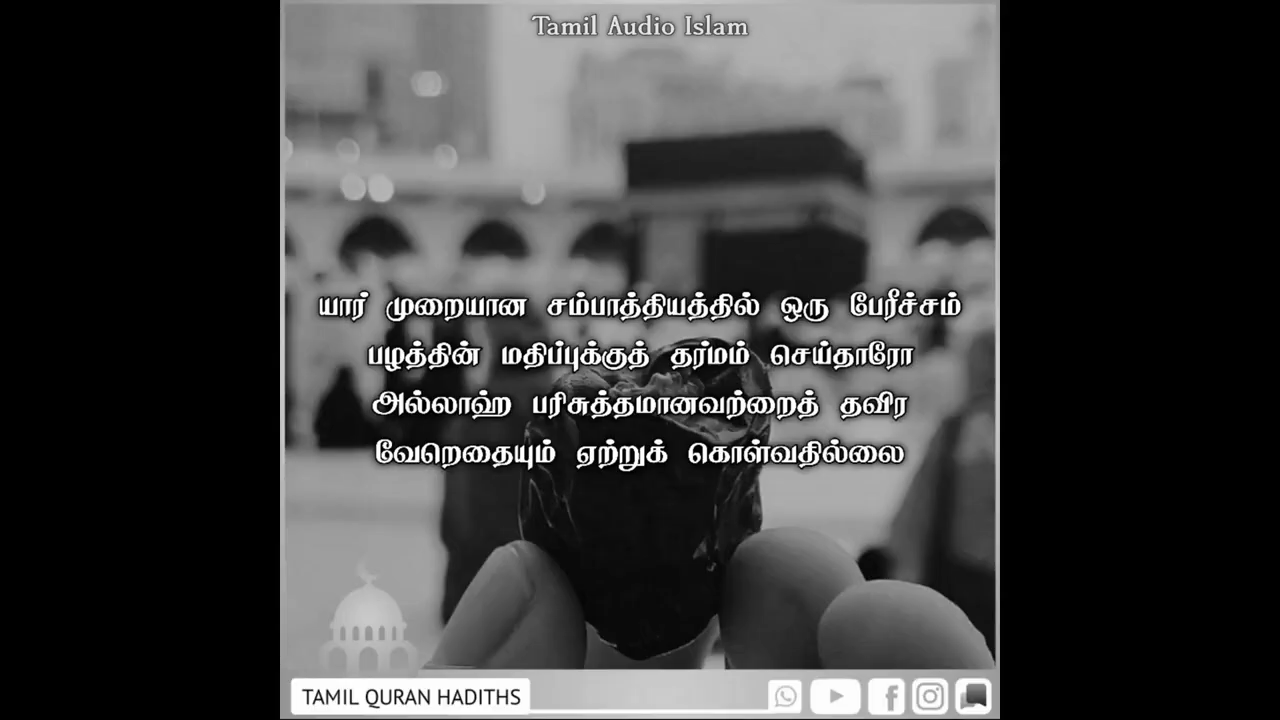 Tamil Audio Islam
யார் முறையான சம்பாத்தியத்தில் ஒரு பேரீச்சம்
பழத்தின் மதிப்புக்குத் தர்மம் செய்தாரோ
அல்லாஹ் பரிசுத்தமானவற்றைத் தவிர
வேறெதையும் ஏற்றுக் கொள்வதில்லை
TAMIL QURAN HADITHS